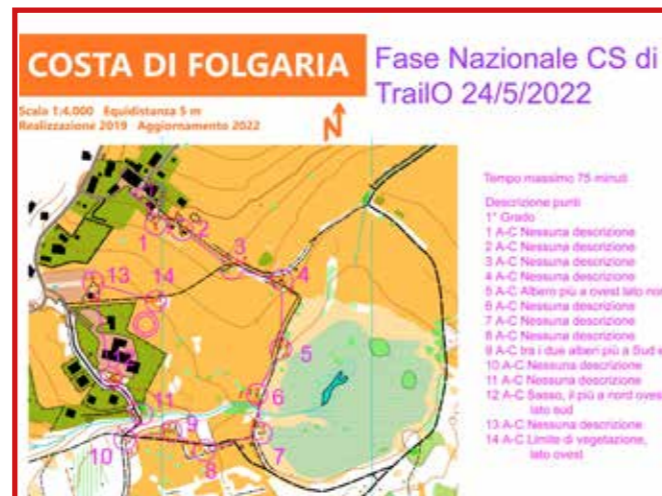 COSTA DI FOLGARIA
Scala 1:4.000 Equidistanza 5 m
Realizzazione 2019 Aggiornamento 2022
N
Fase Nazionale CS di
TrailO 24/5/2022
Tempo massimo 75 minuti
Descrizione punti
1° Grado
1 A-C Nessuna descrizione
2 A-C Nessuna descrizione
3 A-C Nessuna descrizione
4 A-C Nessuna descrizione
5 A-C Albero più a ovest lato nor
6 A-C Nessuna descrizione
7 A-C Nessuna descrizione
8 A-C Nessuna descrizione
9 A-C tra i due alberi più a Sud e
10 A-C Nessuna descrizione
11 A-C Nessuna descrizione
12 A-C Sasso, il più a nord ovest
lato sud
13 A-C Nessuna descrizione
14 A-C Limite di vegetazione,
lato ovest
1
2
3
4
13
14
5
6
11
9
10
8
7